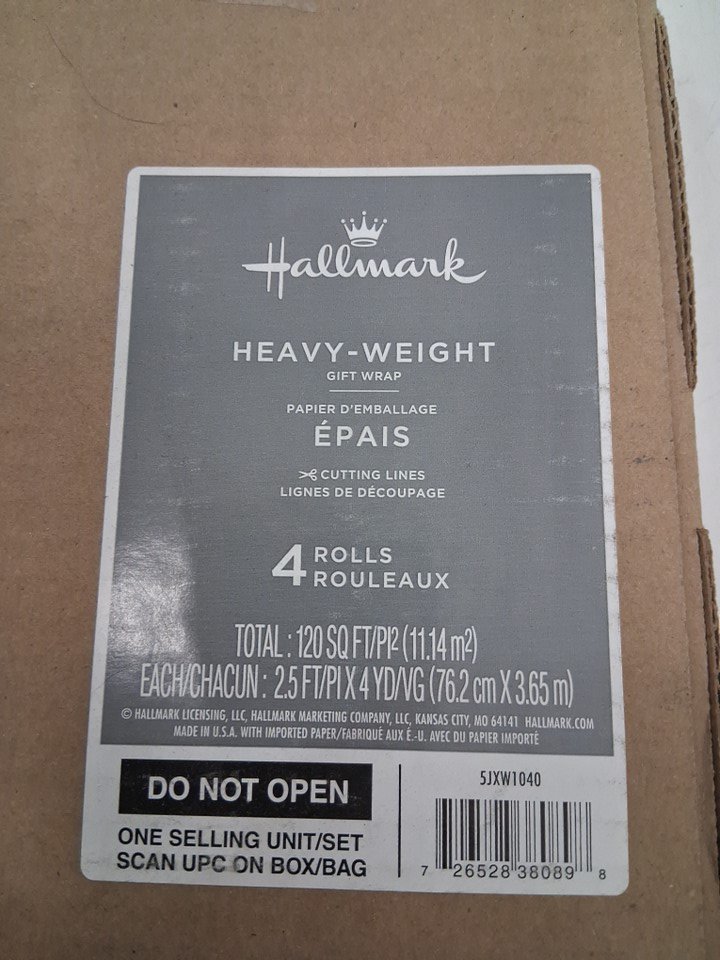 Hallmark
HEAVY-WEIGHT
GIFT WRAP
PAPIER D'EMBALLAGE
ÉPAIS
CUTTING LINES
LIGNES DE DÉCOUPAGE
4 ROLLS
ROULEAUX
TOTAL : 120 SQ FT/PI² (11.14 m²)
EACH/CHACUN : 2.5 FT/PI X 4 YD/VG (76.2 cm X 3.65 m)
© HALLMARK LICENSING, LLC, HALLMARK MARKETING COMPANY, LLC, KANSAS CITY, MO 64141 HALLMARK.COM
MADE IN U.S.A. WITH IMPORTED PAPER/FABRIQUÉ AUX É.-U. AVEC DU PAPIER IMPORTÉ
DO NOT OPEN
ONE SELLING UNIT/SET
SCAN UPC ON BOX/BAG
5JXW1040
7 26528 38089 8